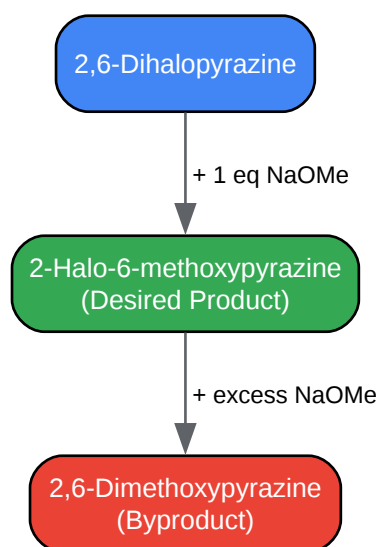 2,6-Dihalopyrazine
+ 1 eq NaOMe
2-Halo-6-methoxypyrazine
(Desired Product)
+ excess NaOMe
2,6-Dimethoxypyrazine
(Byproduct)